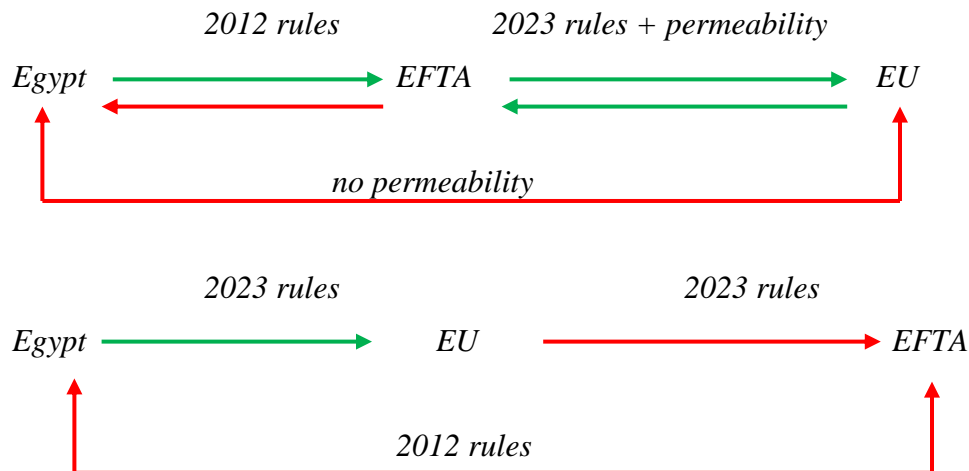 2012 rules 2023 rules + permeability
Egypt EFTA EU
no permeability
2023 rules 2023 rules
Egypt EU EFTA
2012 rules